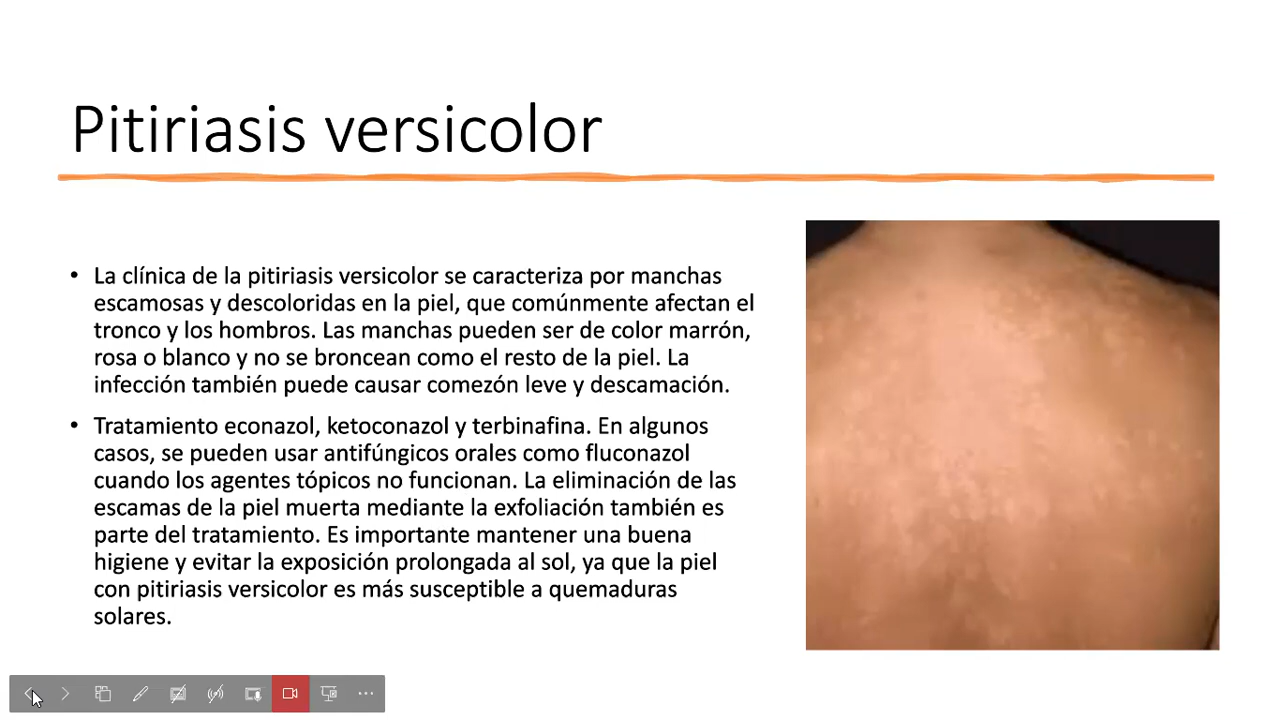 Pitiriasis versicolor
• La clínica de la pitiriasis versicolor se caracteriza por manchas
escamosas y descoloridas en la piel, que comúnmente afectan el
tronco y los hombros. Las manchas pueden ser de color marrón,
rosa o blanco y no se broncean como el resto de la piel. La
infección también puede causar comezón leve y descamación.
• Tratamiento econazol, ketoconazol y terbinafina. En algunos
casos, se pueden usar antifúngicos orales como fluconazol
cuando los agentes tópicos no funcionan. La eliminación de las
escamas de la piel muerta mediante la exfoliación también es
parte del tratamiento. Es importante mantener una buena
higiene y evitar la exposición prolongada al sol, ya que la piel
con pitiriasis versicolor es más susceptible a quemaduras
solares.